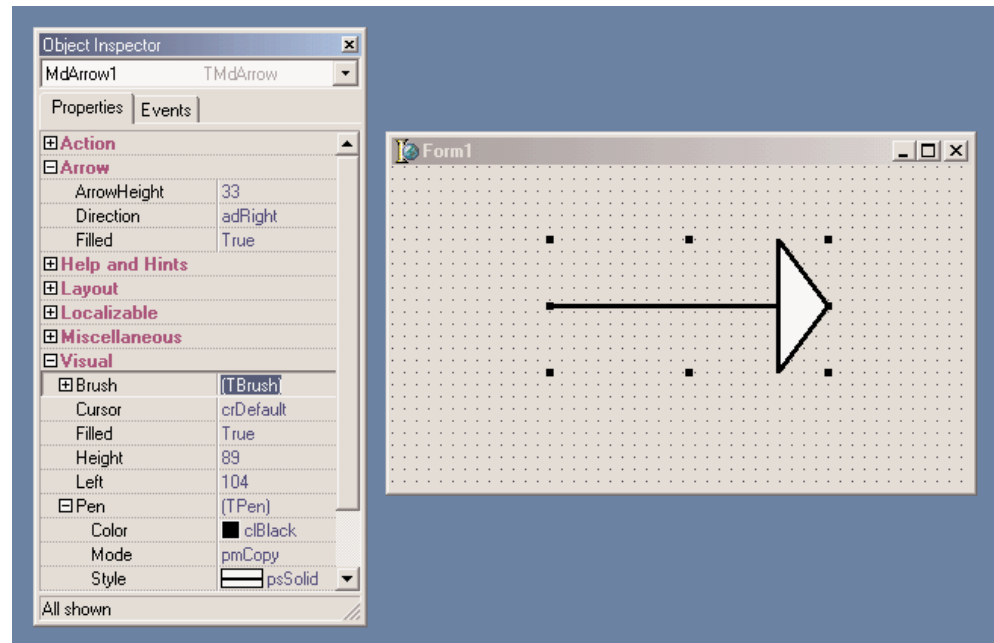 Object Inspector
MdArrow1 TMdArrow
Properties Events
Action
Arrow
ArrowHeight 33
Direction adRight
Filled True
Help and Hints
Layout
Localizable
Miscellaneous
Visual
Brush (TBrush)
Cursor crDefault
Filled True
Height 89
Left 104
Pen (TPen)
Color clBlack
Mode pmCopy
Style psSolid
All shown
Form1